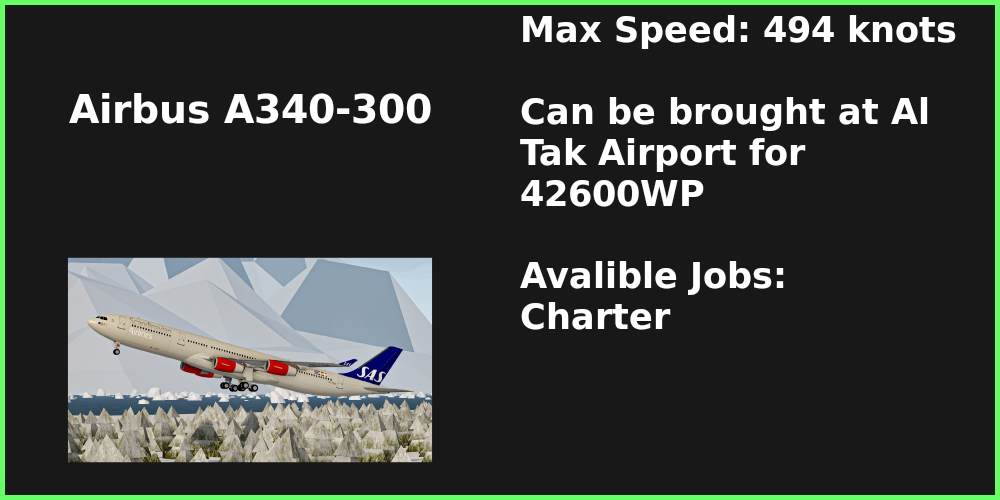 Airbus A340-300
SAS
Max Speed: 494 knots
Can be brought at Al
Tak Airport for
42600WP
Avalible Jobs:
Charter